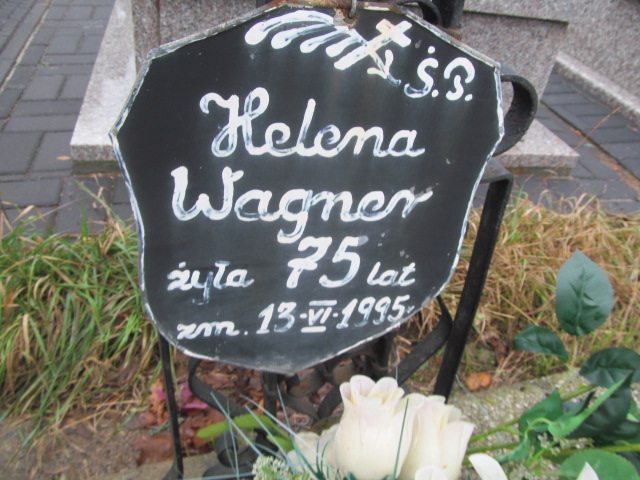 Ś.P.
Helena
Wagner
żyła 75 lat
zm. 13-VI-1995.